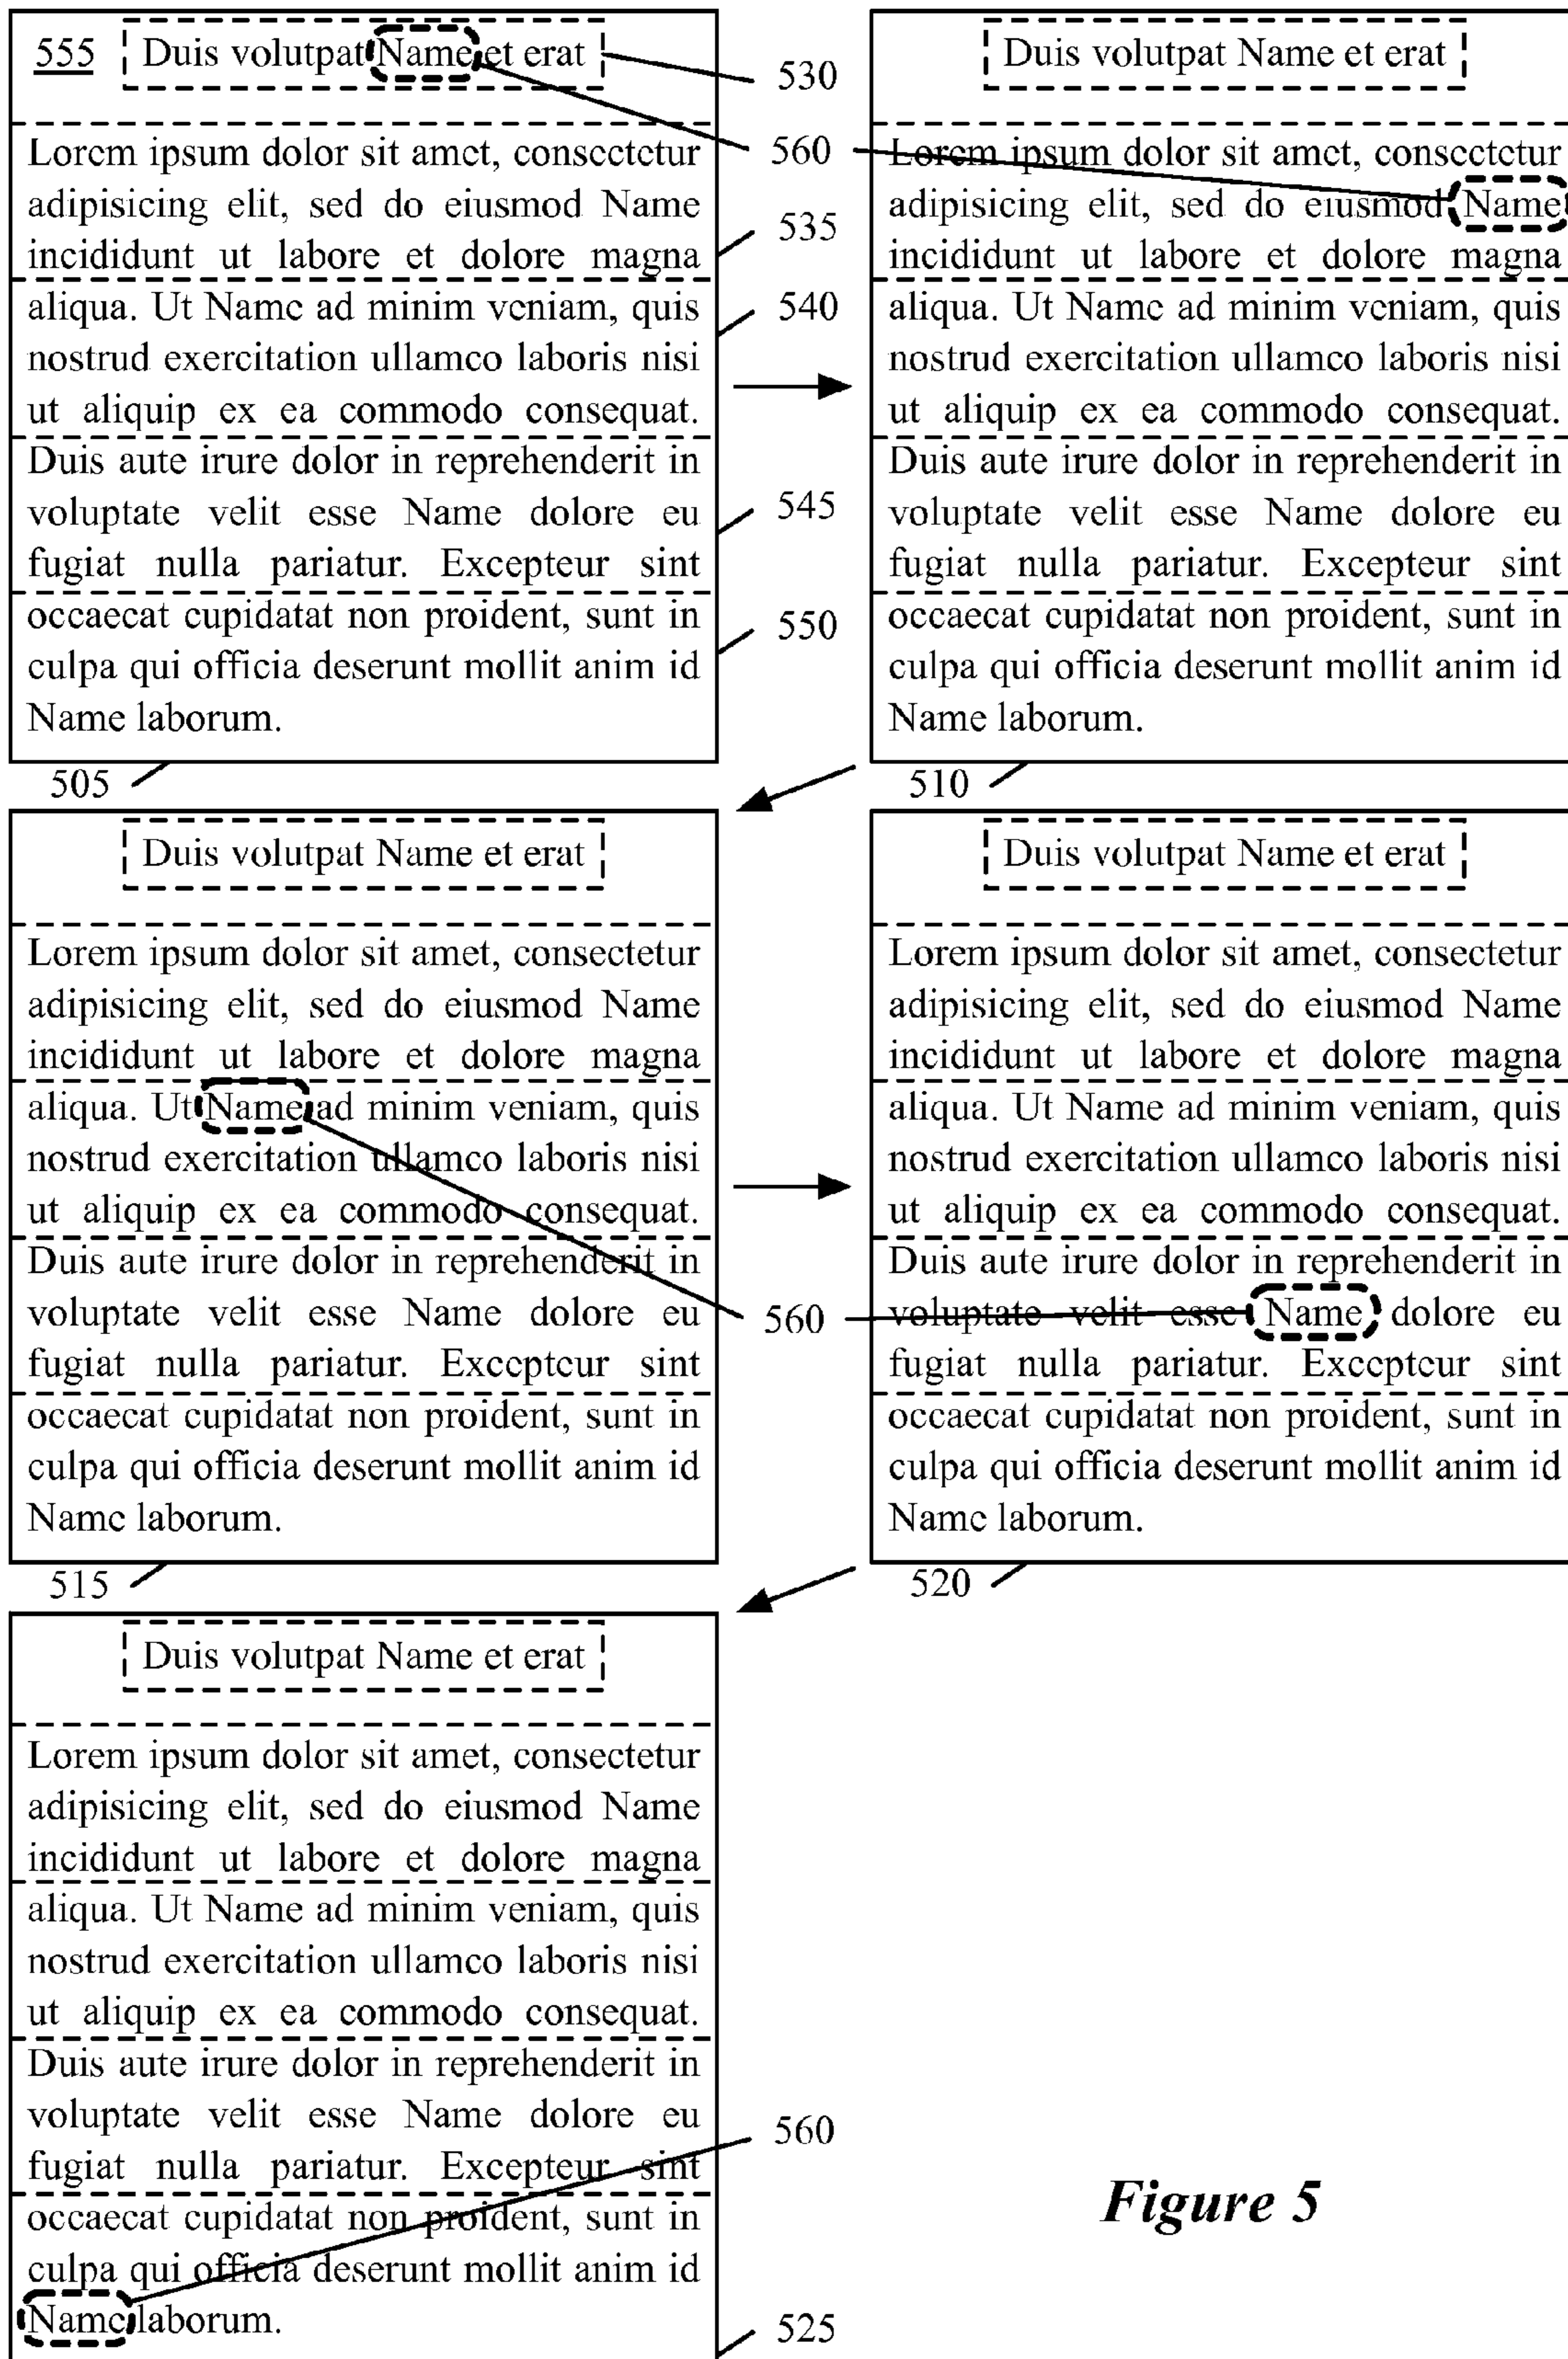 555 Duis volutpat Name et erat
530
560
Lorem ipsum dolor sit amet, consectetur
adipisicing elit, sed do eiusmod Name
incididunt ut labore et dolore magna
535
aliqua. Ut Name ad minim veniam, quis
540
nostrud exercitation ullamco laboris nisi
ut aliquip ex ea commodo consequat.
Duis aute irure dolor in reprehenderit in
voluptate velit esse Name dolore eu
545
fugiat nulla pariatur. Excepteur sint
occaecat cupidatat non proident, sunt in
550
culpa qui officia deserunt mollit anim id
Name laborum.
505
Duis volutpat Name et erat
Lorem ipsum dolor sit amet, consectetur
adipisicing elit, sed do eiusmod Name
incididunt ut labore et dolore magna
aliqua. Ut Name ad minim veniam, quis
nostrud exercitation ullamco laboris nisi
ut aliquip ex ea commodo consequat.
Duis aute irure dolor in reprehenderit in
voluptate velit esse Name dolore eu
fugiat nulla pariatur. Excepteur sint
occaecat cupidatat non proident, sunt in
culpa qui officia deserunt mollit anim id
Name laborum.
510
Duis volutpat Name et erat
Lorem ipsum dolor sit amet, consectetur
adipisicing elit, sed do eiusmod Name
incididunt ut labore et dolore magna
aliqua. Ut Name ad minim veniam, quis
nostrud exercitation ullamco laboris nisi
ut aliquip ex ea commodo consequat.
Duis aute irure dolor in reprehenderit in
voluptate velit esse Name dolore eu
560
fugiat nulla pariatur. Excepteur sint
occaecat cupidatat non proident, sunt in
culpa qui officia deserunt mollit anim id
Name laborum.
515
Duis volutpat Name et erat
Lorem ipsum dolor sit amet, consectetur
adipisicing elit, sed do eiusmod Name
incididunt ut labore et dolore magna
aliqua. Ut Name ad minim veniam, quis
nostrud exercitation ullamco laboris nisi
ut aliquip ex ea commodo consequat.
Duis aute irure dolor in reprehenderit in
voluptate velit esse Name dolore eu
fugiat nulla pariatur. Excepteur sint
occaecat cupidatat non proident, sunt in
culpa qui officia deserunt mollit anim id
Name laborum.
520
Duis volutpat Name et erat
Lorem ipsum dolor sit amet, consectetur
adipisicing elit, sed do eiusmod Name
incididunt ut labore et dolore magna
aliqua. Ut Name ad minim veniam, quis
nostrud exercitation ullamco laboris nisi
ut aliquip ex ea commodo consequat.
Duis aute irure dolor in reprehenderit in
voluptate velit esse Name dolore eu
560
fugiat nulla pariatur. Excepteur sint
occaecat cupidatat non proident, sunt in
culpa qui officia deserunt mollit anim id
Name laborum.
525
Figure 5